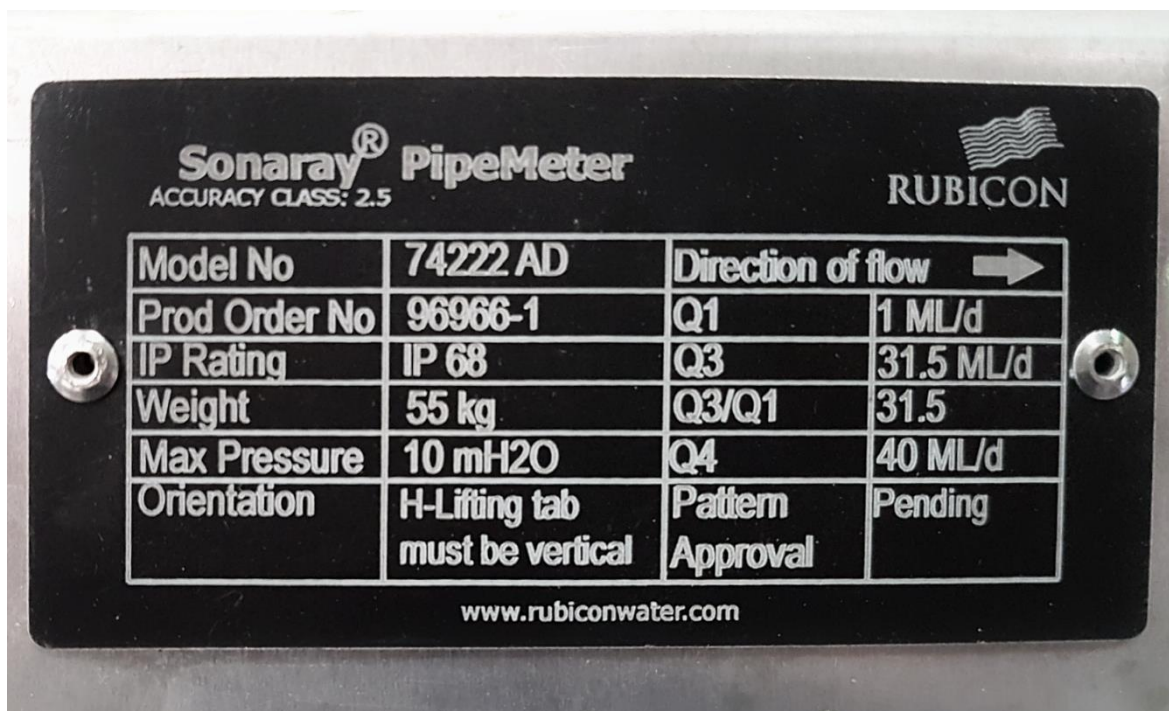 Sonaray® PipeMeter
ACCURACY CLASS: 2.5
RUBICON
Model No 74222 AD Direction of flow
Prod Order No 96966-1 Q1 1 ML/d
IP Rating IP 68 Q3 31.5 ML/d
Weight 55 kg Q3/Q1 31.5
Max Pressure 10 mH2O Q4 40 ML/d
Orientation H-Lifting tab Pattern Pending
must be vertical Approval
www.rubiconwater.com